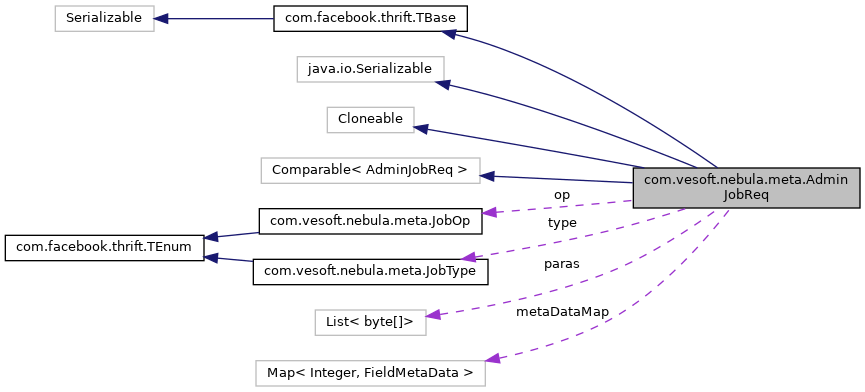 Serializable
com.facebook.thrift.TBase
java.io.Serializable
Cloneable
Comparable< AdminJobReq >
com.vesoft.nebula.meta.Admin
JobReq
op
com.vesoft.nebula.meta.JobOp
type
com.facebook.thrift.TEnum
com.vesoft.nebula.meta.JobType
paras
metaDataMap
List< byte[]>
Map< Integer, FieldMetaData >